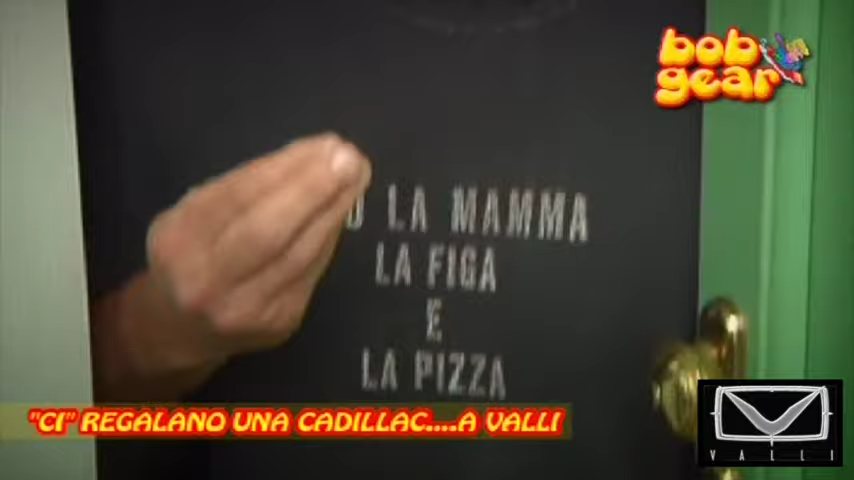 bob
gear
LA MAMMA
LA FIGA
E
LA PIZZA
"CI" REGALANO UNA CADILLAC....A VALLI
VALLI